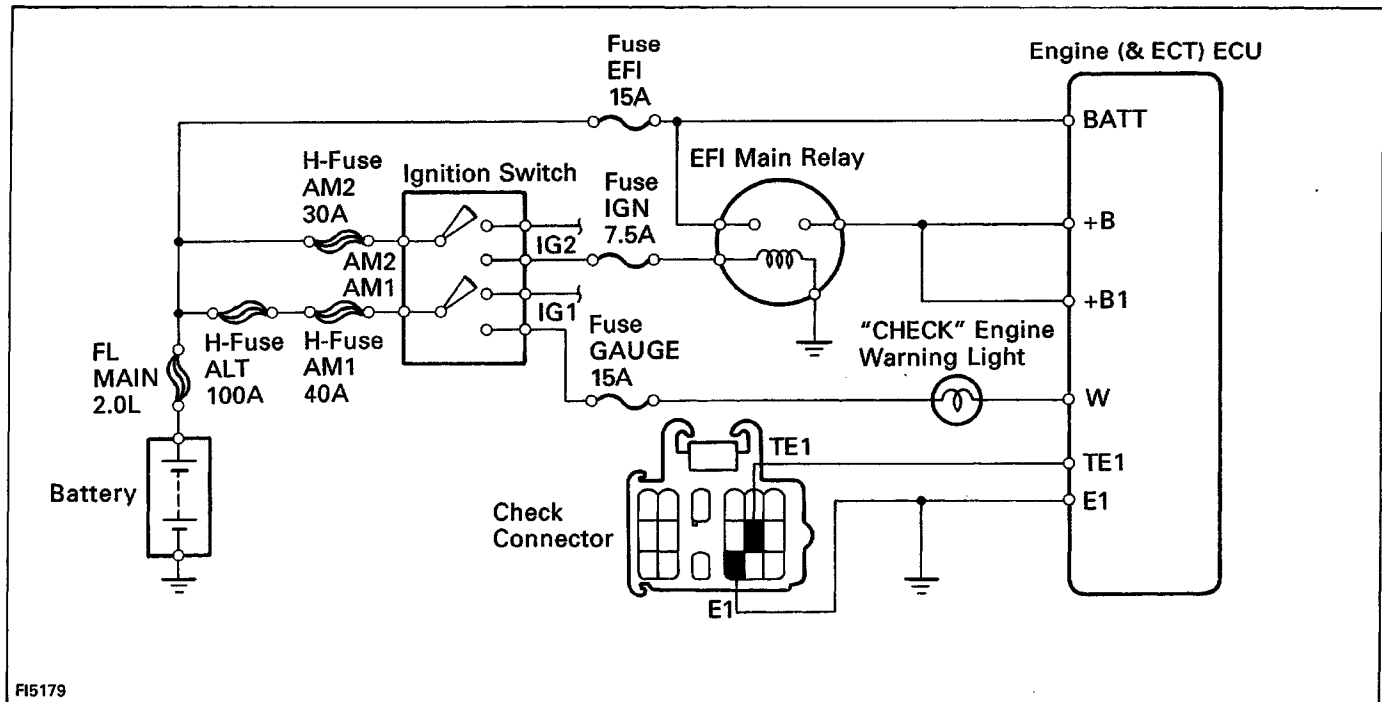 Fuse
EFI
15A
Engine (& ECT) ECU
BATT
H-Fuse
AM2
30A
Ignition Switch
Fuse
IGN
7.5A
EFI Main Relay
+B
IG2
AM2
AM1
+B1
IG1
Fuse
GAUGE
15A
"CHECK" Engine
Warning Light
FL
MAIN
2.0L
H-Fuse
ALT
100A
H-Fuse
AM1
40A
W
TE1
TE1
Battery
Check
Connector
E1
E1
FI5179